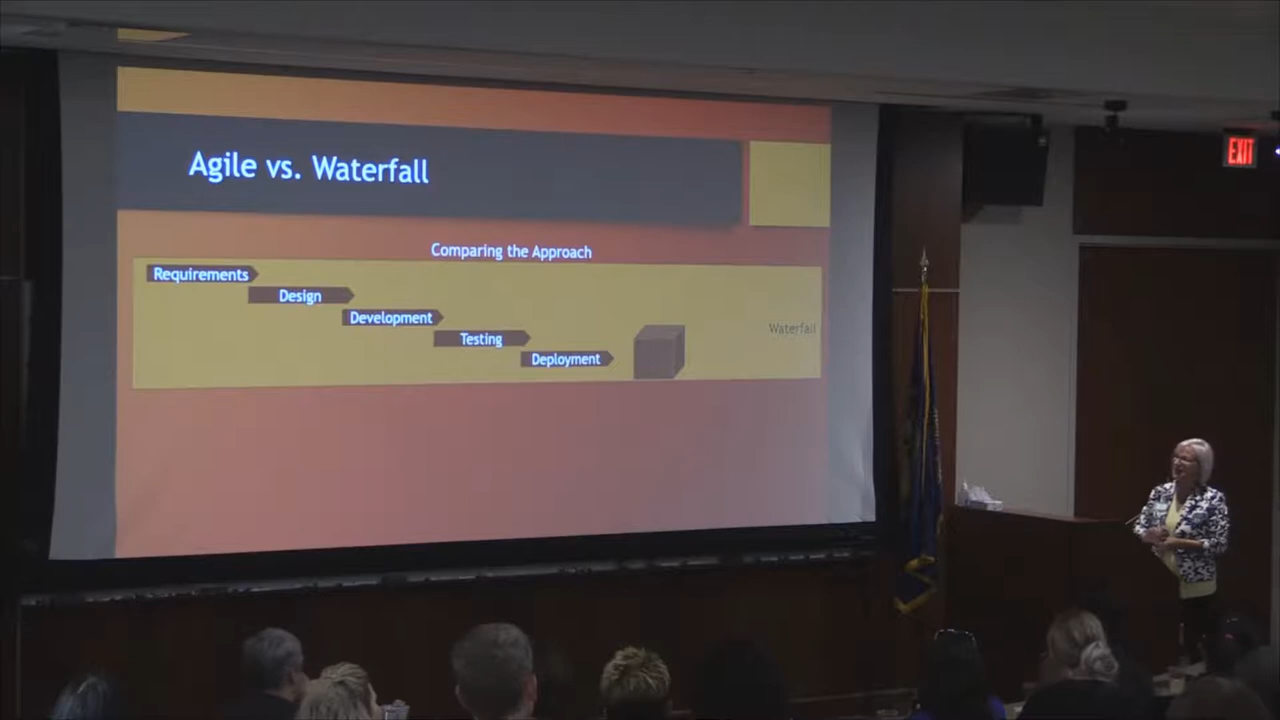 Agile vs. Waterfall
Comparing the Approach
Requirements
Design
Development
Testing
Deployment
Waterfall
EXIT